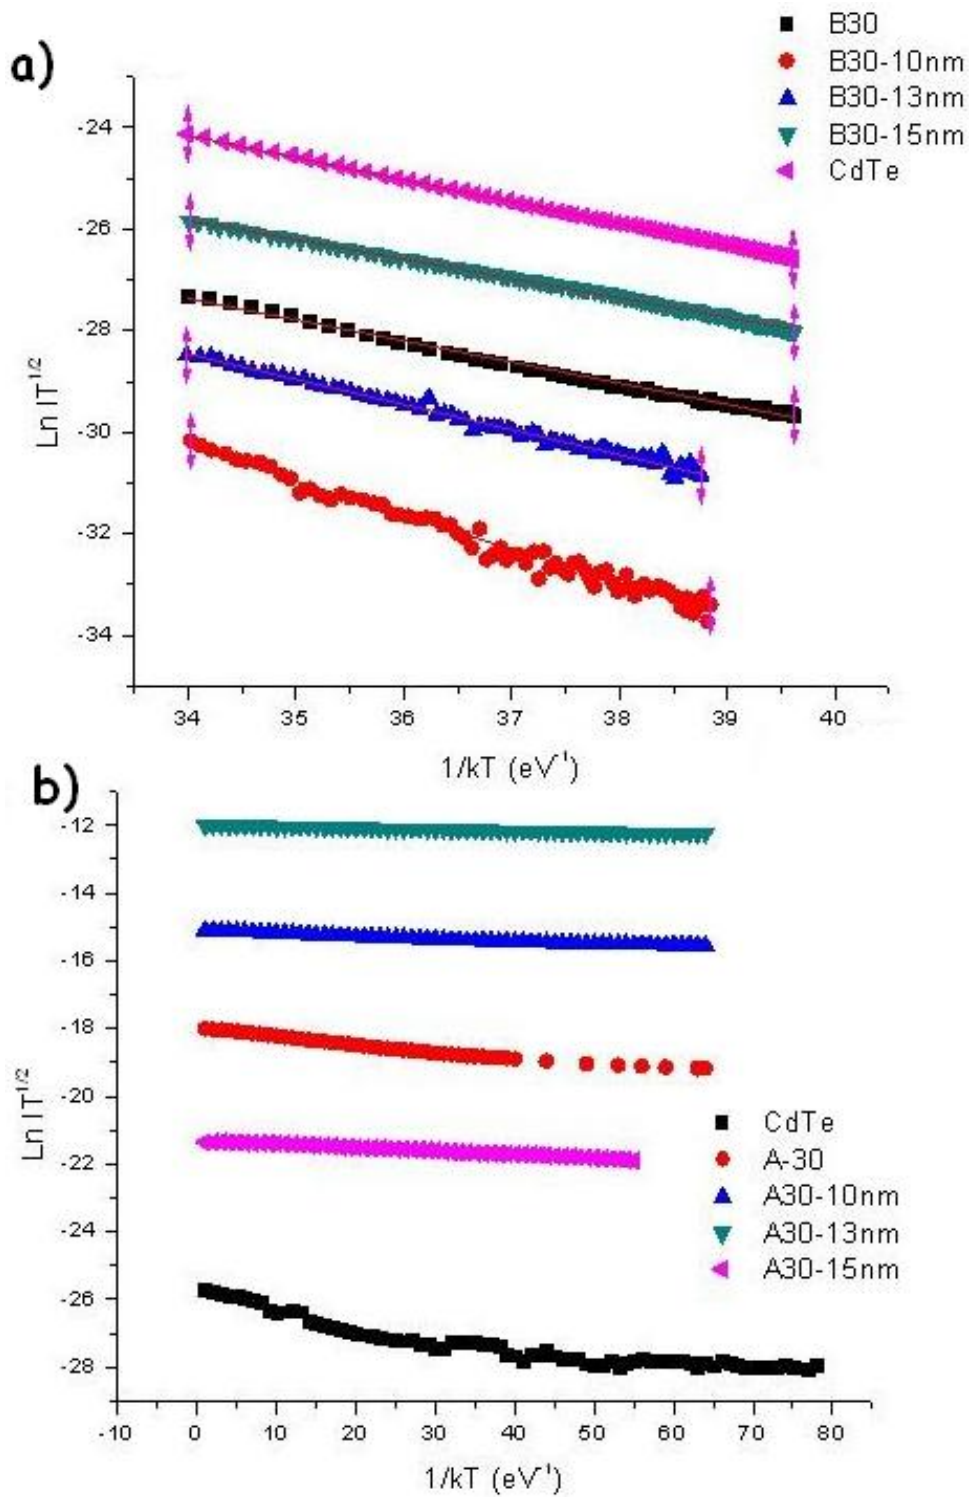 a)
B30
B30-10nm
B30-13nm
B30-15nm
CdTe
-24
-26
-28
-30
-32
-34
Ln IT^1/2
34 35 36 37 38 39 40
1/kT (eV^-1)
b)
-12
-14
-16
-18
-20
-22
-24
-26
-28
Ln IT^1/2
CdTe
A-30
A30-10nm
A30-13nm
A30-15nm
-10 0 10 20 30 40 50 60 70 80
1/kT (eV^-1)